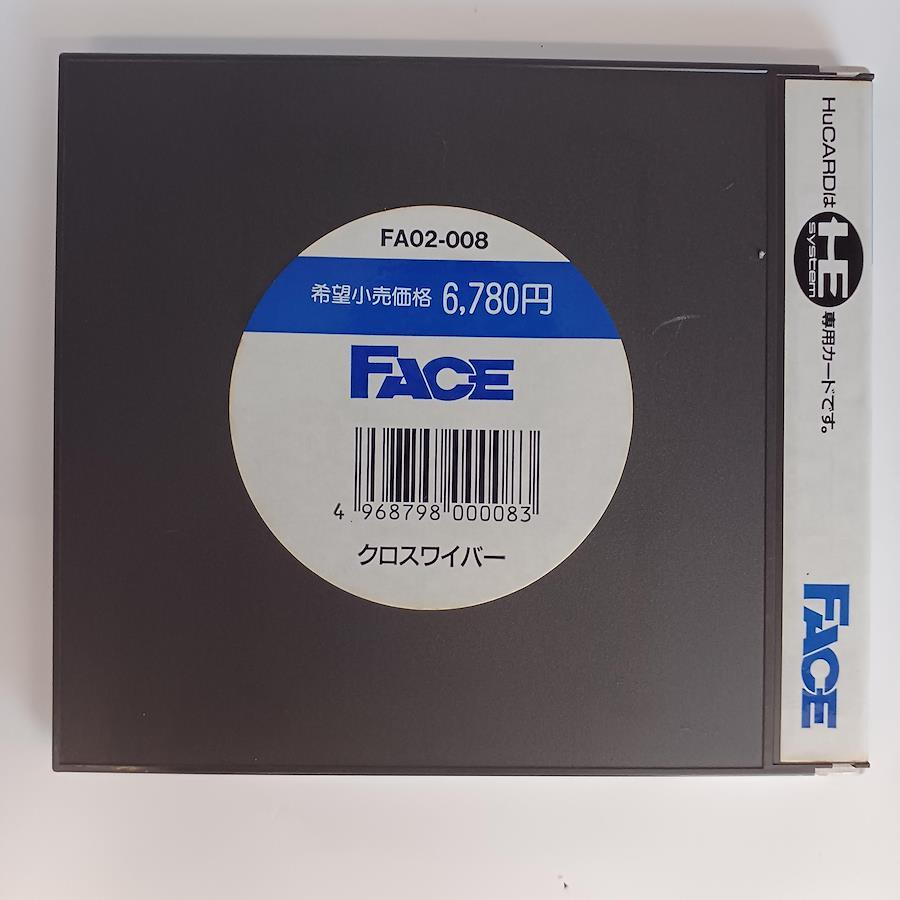 FA02-008
希望小売価格 6,780円
FACE
4 968798 000083
クロスワイバー
HuCARDは HE system 専用カードです。
FACE